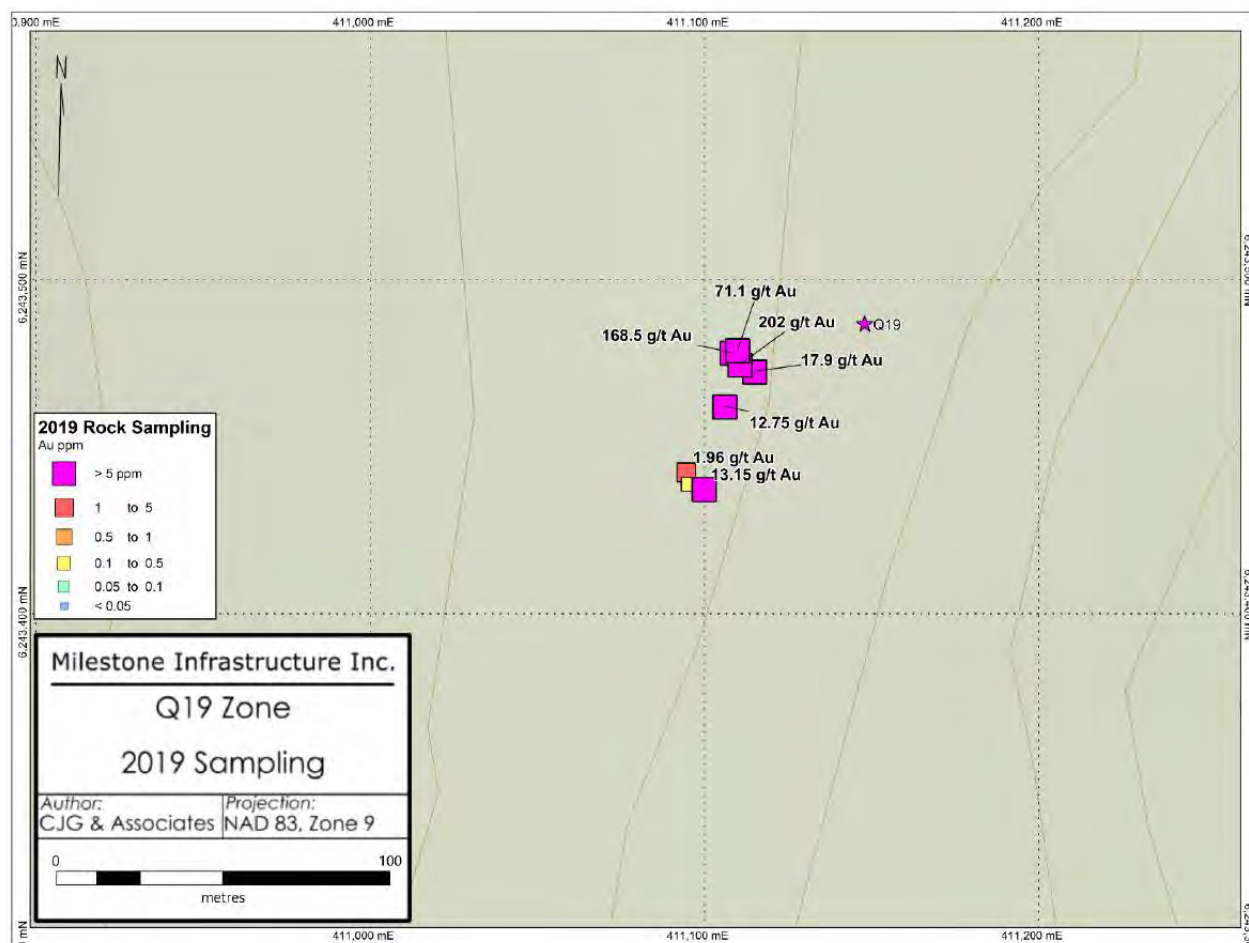 411,000 mE
411,100 mE
411,200 mE
N
6,243,500 mN
71.1 g/t Au
202 g/t Au
168.5 g/t Au
Q19
17.9 g/t Au
12.75 g/t Au
1.96 g/t Au
13.15 g/t Au
2019 Rock Sampling
Au ppm
> 5 ppm
1 to 5
0.5 to 1
0.1 to 0.5
0.05 to 0.1
< 0.05
6,243,400 mN
Milestone Infrastructure Inc.
Q19 Zone
2019 Sampling
Author:
CJG & Associates
Projection:
NAD 83, Zone 9
0
100
metres
411,000 mE
411,100 mE
411,200 mE